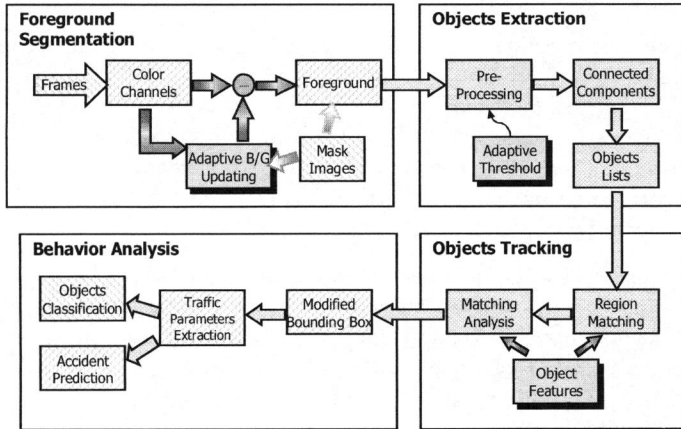 Foreground
Segmentation
Frames
Color
Channels
Foreground
Adaptive B/G
Updating
Mask
Images
Objects Extraction
Pre-
Processing
Connected
Components
Adaptive
Threshold
Objects
Lists
Behavior Analysis
Objects
Classification
Accident
Prediction
Traffic
Parameters
Extraction
Modified
Bounding Box
Objects Tracking
Matching
Analysis
Region
Matching
Object
Features